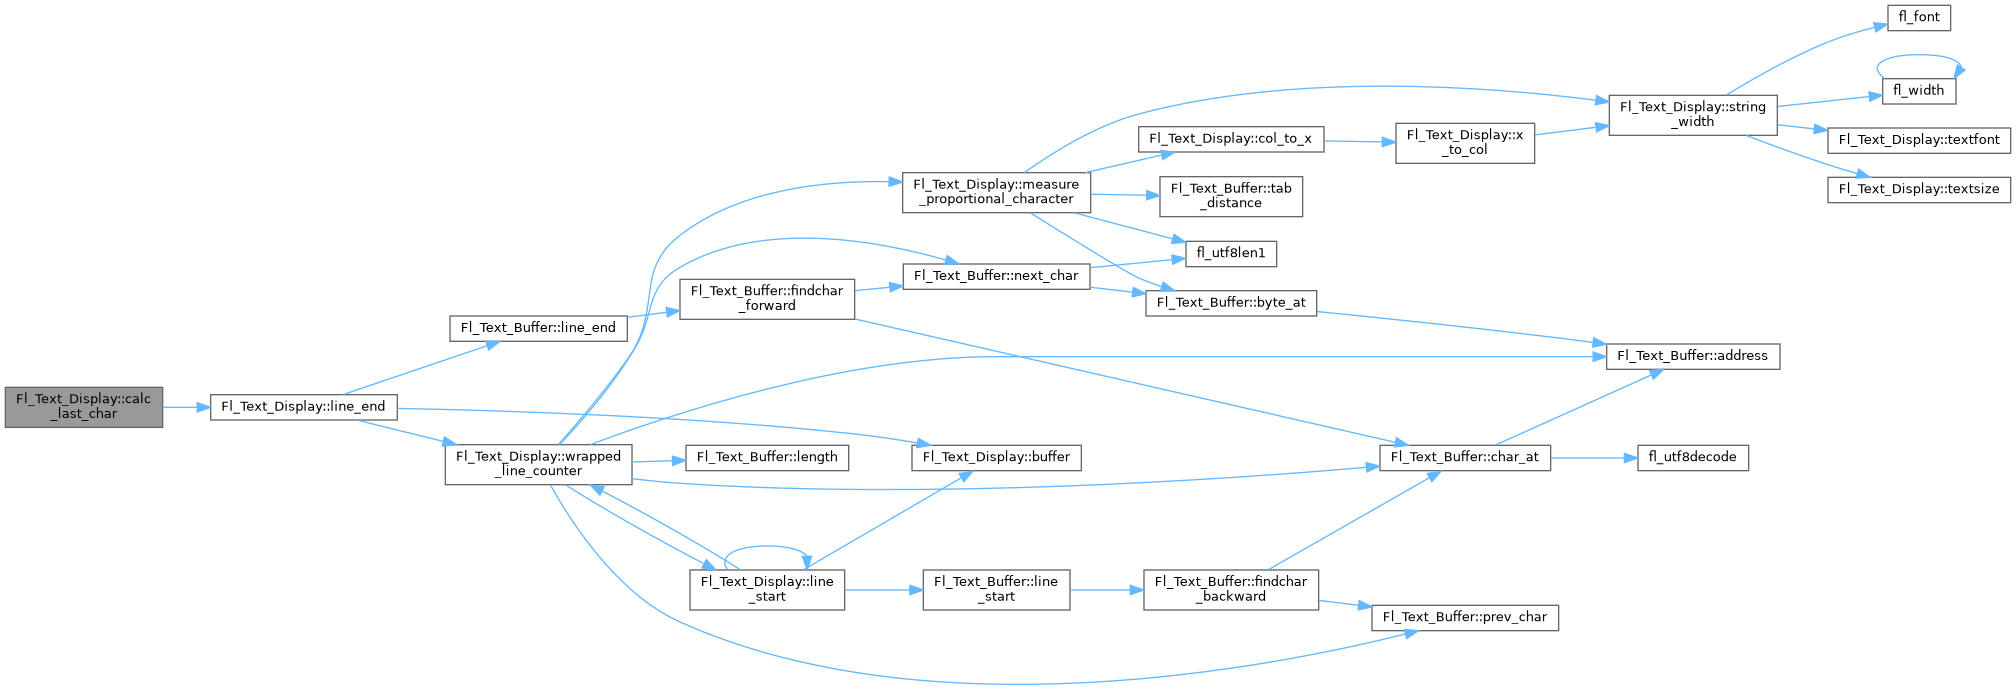 Fl_Text_Display::calc
_last_char
Fl_Text_Display::line_end
Fl_Text_Buffer::line_end
Fl_Text_Display::wrapped
_line_counter
Fl_Text_Buffer::findchar
_forward
Fl_Text_Buffer::length
Fl_Text_Display::line
_start
Fl_Text_Display::measure
_proportional_character
Fl_Text_Buffer::next_char
Fl_Text_Display::buffer
Fl_Text_Buffer::line
_start
Fl_Text_Display::col_to_x
Fl_Text_Buffer::tab
_distance
fl_utf8len1
Fl_Text_Buffer::byte_at
Fl_Text_Buffer::findchar
_backward
Fl_Text_Display::x
_to_col
Fl_Text_Buffer::char_at
Fl_Text_Buffer::prev_char
Fl_Text_Display::string
_width
Fl_Text_Buffer::address
fl_utf8decode
fl_font
fl_width
Fl_Text_Display::textfont
Fl_Text_Display::textsize